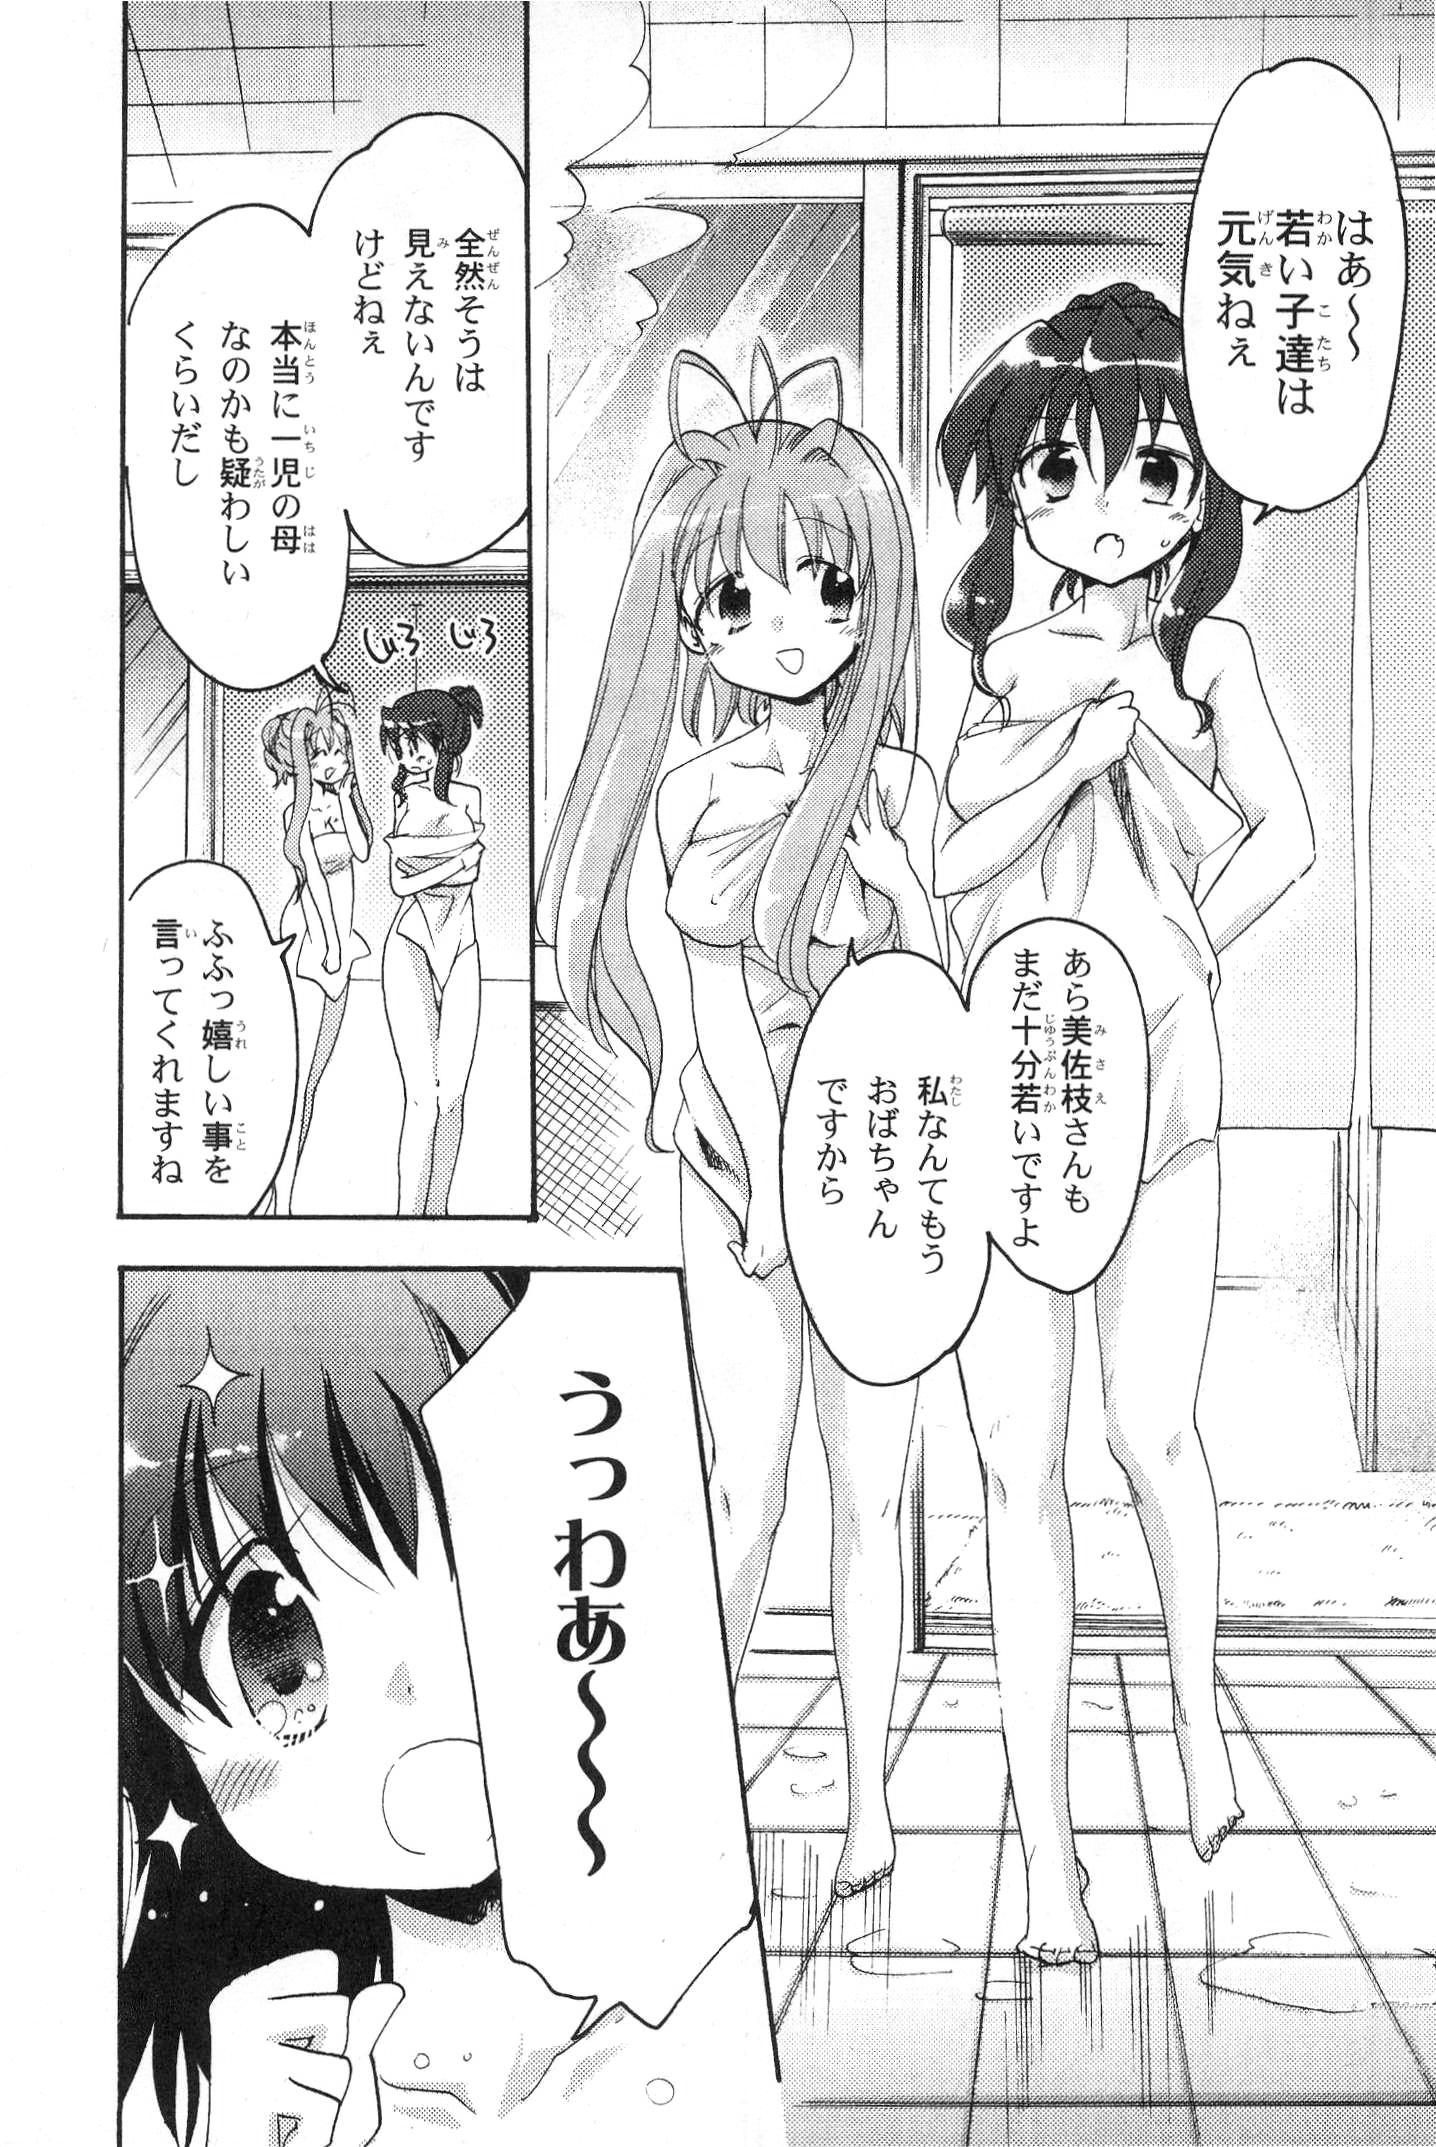 はあ～～
若い子達は
元気ねぇ
あら美佐枝さんも
まだ十分若いですよ
私なんてもう
おばちゃん
ですから
全然そうは
見えないんです
けどねぇ
本当に一児の母
なのかも疑わしい
くらいだし
じろ
じろ
ふふっ嬉しい事を
言ってくれますね
うっわあ～～～